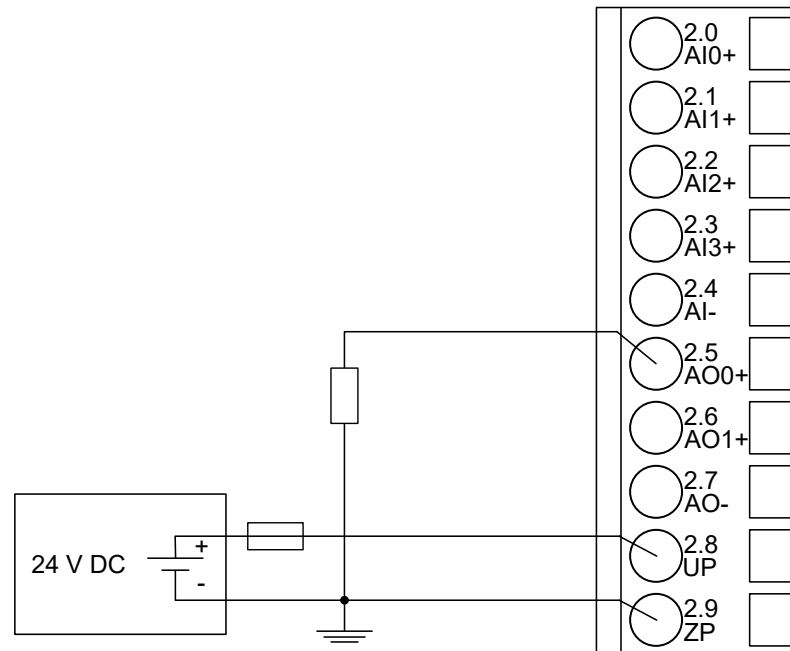 2.0
AI0+
2.1
AI1+
2.2
AI2+
2.3
AI3+
2.4
AI-
2.5
AO0+
2.6
AO1+
2.7
AO-
24 V DC
+
-
2.8
UP
2.9
ZP